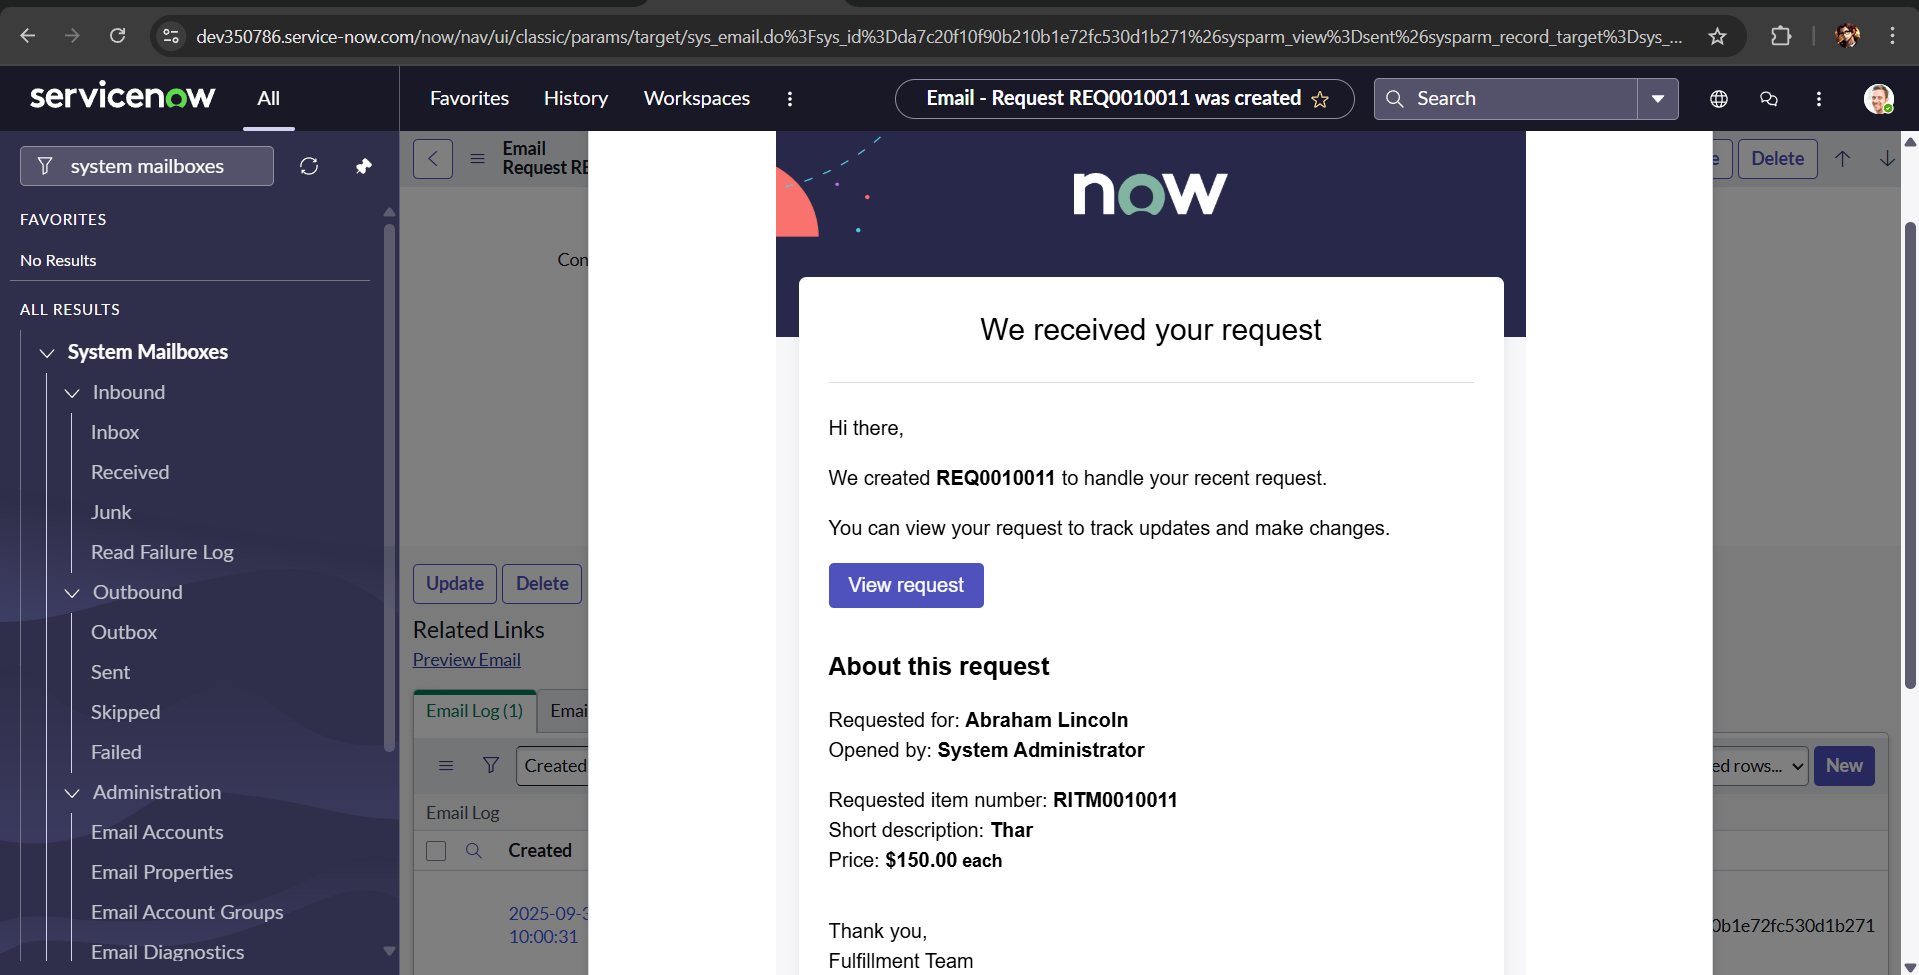 dev350786.service-now.com/now/nav/ui/classic/params/target/sys_email.do%3Fsys_id%3Dda7c20f10f90b210b1e72fc530d1b271%26sysparm_view%3Dsent%26sysparm_record_target%3Dsys_...
servicenow
All
Favorites
History
Workspaces
Email - Request REQ0010011 was created
Search
system mailboxes
FAVORITES
No Results
ALL RESULTS
System Mailboxes
Inbound
Inbox
Received
Junk
Read Failure Log
Outbound
Outbox
Sent
Skipped
Failed
Administration
Email Accounts
Email Properties
Email Account Groups
Email Diagnostics
Email
Request RE
e
Delete
Con
Update
Delete
Related Links
Preview Email
Email Log (1)
Emai
Created
ed rows...
New
Email Log
Created
2025-09-3
10:00:31
0b1e72fc530d1b271
now
We received your request
Hi there,
We created REQ0010011 to handle your recent request.
You can view your request to track updates and make changes.
View request
About this request
Requested for: Abraham Lincoln
Opened by: System Administrator
Requested item number: RITM0010011
Short description: Thar
Price: $150.00 each
Thank you,
Fulfillment Team